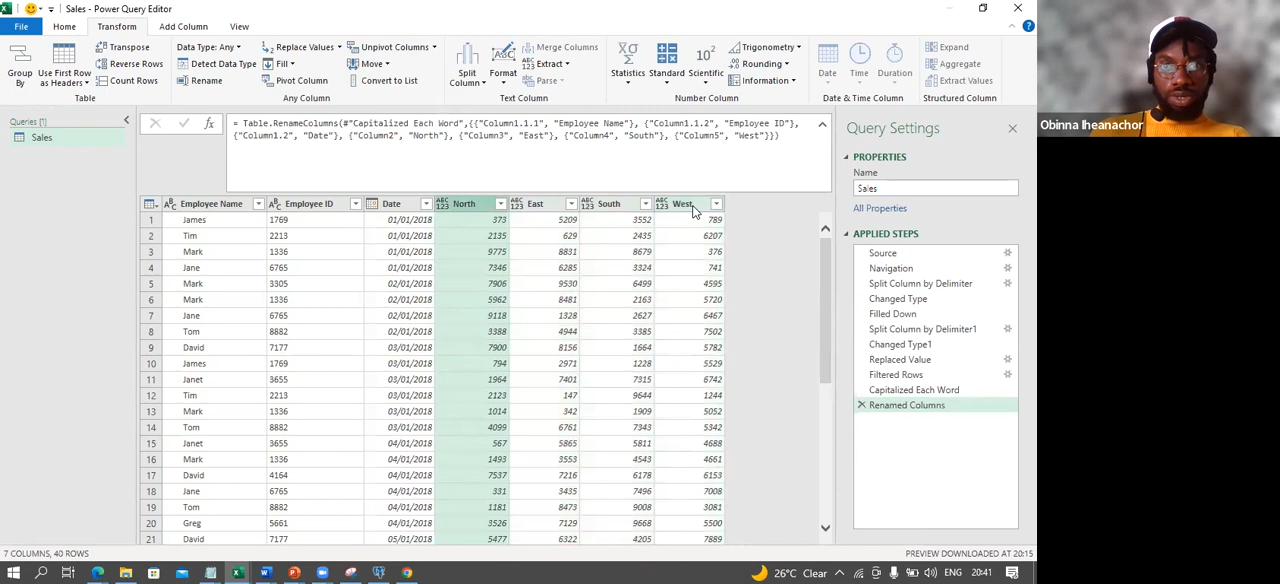 Sales - Power Query Editor
File Home Transform Add Column View
Group By
Use First Row as Headers
Transpose
Reverse Rows
Count Rows
Table
Data Type: Any
Detect Data Type
Rename
Replace Values
Fill
Pivot Column
Unpivot Columns
Move
Convert to List
Any Column
Split Column
Format
Merge Columns
Extract
Parse
Text Column
Statistics
Standard
Scientific
Trigonometry
Rounding
Information
Number Column
Date
Time
Duration
Date & Time Column
Expand
Aggregate
Extract Values
Structured Column
Obinna Iheanachor
Queries [1]
Sales
= Table.RenameColumns(#"Capitalized Each Word",{{"Column1.1.1", "Employee Name"}, {"Column1.1.2", "Employee ID"},
{"Column1.2", "Date"}, {"Column2", "North"}, {"Column3", "East"}, {"Column4", "South"}, {"Column5", "West"}})
Employee Name Employee ID Date North East South West
1 James 1769 01/01/2018 373 5209 3552 789
2 Tim 2213 01/01/2018 2135 629 2435 6207
3 Mark 1336 01/01/2018 9775 8831 8679 376
4 Jane 6765 01/01/2018 7346 6285 3324 741
5 Mark 3305 02/01/2018 7906 9530 6499 4595
6 Mark 1336 02/01/2018 5962 8481 2163 5720
7 Jane 6765 02/01/2018 9118 1328 2627 6467
8 Tom 8882 02/01/2018 3388 4944 3385 7502
9 David 7177 02/01/2018 7900 8156 1664 5782
10 James 1769 03/01/2018 794 2971 1228 5529
11 Janet 3655 03/01/2018 1964 7401 7315 6742
12 Tim 2213 03/01/2018 2123 147 9644 1244
13 Mark 1336 03/01/2018 1014 342 1909 5052
14 Tom 8882 03/01/2018 4099 6761 7343 5342
15 Janet 3655 04/01/2018 567 5865 5811 4688
16 Mark 1336 04/01/2018 1493 3553 4543 4661
17 David 4164 04/01/2018 7537 7216 6178 6153
18 Jane 6765 04/01/2018 331 3435 7496 7008
19 Tom 8882 04/01/2018 1181 8473 9008 3081
20 Greg 5661 04/01/2018 3526 7129 9668 5500
21 David 7177 05/01/2018 5477 6322 4205 7889
Query Settings
PROPERTIES
Name
Sales
All Properties
APPLIED STEPS
Source
Navigation
Split Column by Delimiter
Changed Type
Filled Down
Split Column by Delimiter1
Changed Type1
Replaced Value
Filtered Rows
Capitalized Each Word
Renamed Columns
7 COLUMNS, 40 ROWS
PREVIEW DOWNLOADED AT 20:15
26°C Clear
ENG 20:41